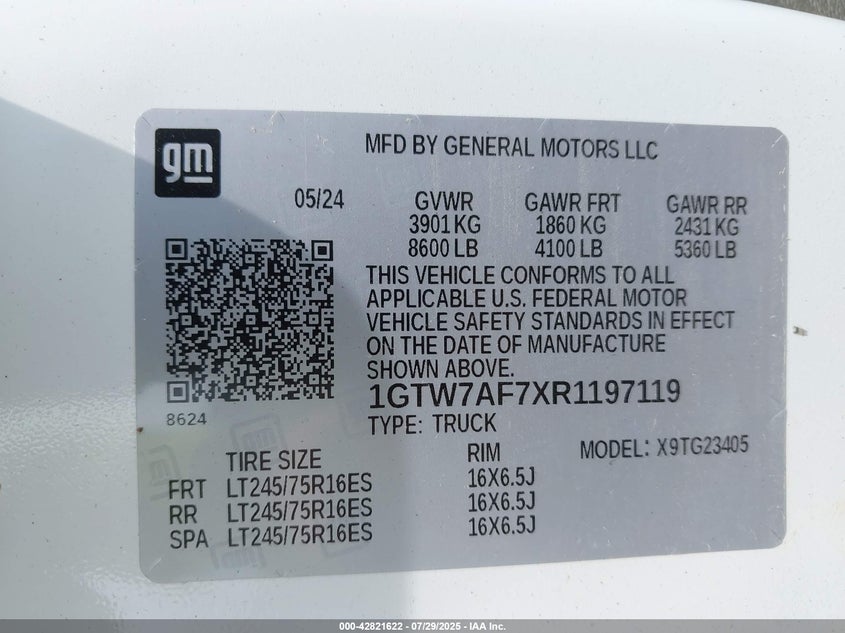 gm
MFD BY GENERAL MOTORS LLC
05/24 GVWR GAWR FRT GAWR RR
3901 KG 1860 KG 2431 KG
8600 LB 4100 LB 5360 LB
THIS VEHICLE CONFORMS TO ALL
APPLICABLE U.S. FEDERAL MOTOR
VEHICLE SAFETY STANDARDS IN EFFECT
ON THE DATE OF MANUFACTURE
SHOWN ABOVE.
1GTW7AF7XR1197119
8624
TYPE: TRUCK
MODEL: X9TG23405
TIRE SIZE RIM
FRT LT245/75R16ES 16X6.5J
RR LT245/75R16ES 16X6.5J
SPA LT245/75R16ES 16X6.5J
000-42821622 | 07/29/2025 - IAA Inc.